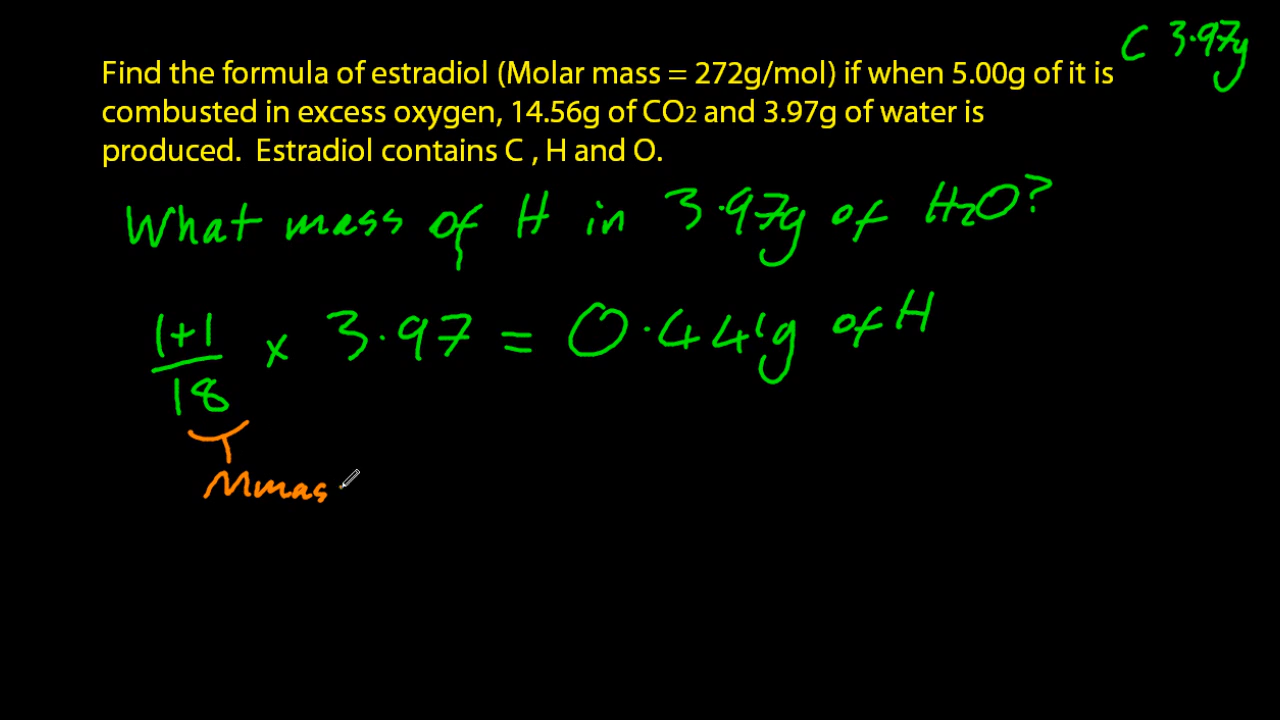 C 3.97g
Find the formula of estradiol (Molar mass = 272g/mol) if when 5.00g of it is
combusted in excess oxygen, 14.56g of CO2 and 3.97g of water is
produced. Estradiol contains C , H and O.
What mass of H in 3.97g of H2O?
1+1
18
x 3.97 = 0.441g of H
Mmas